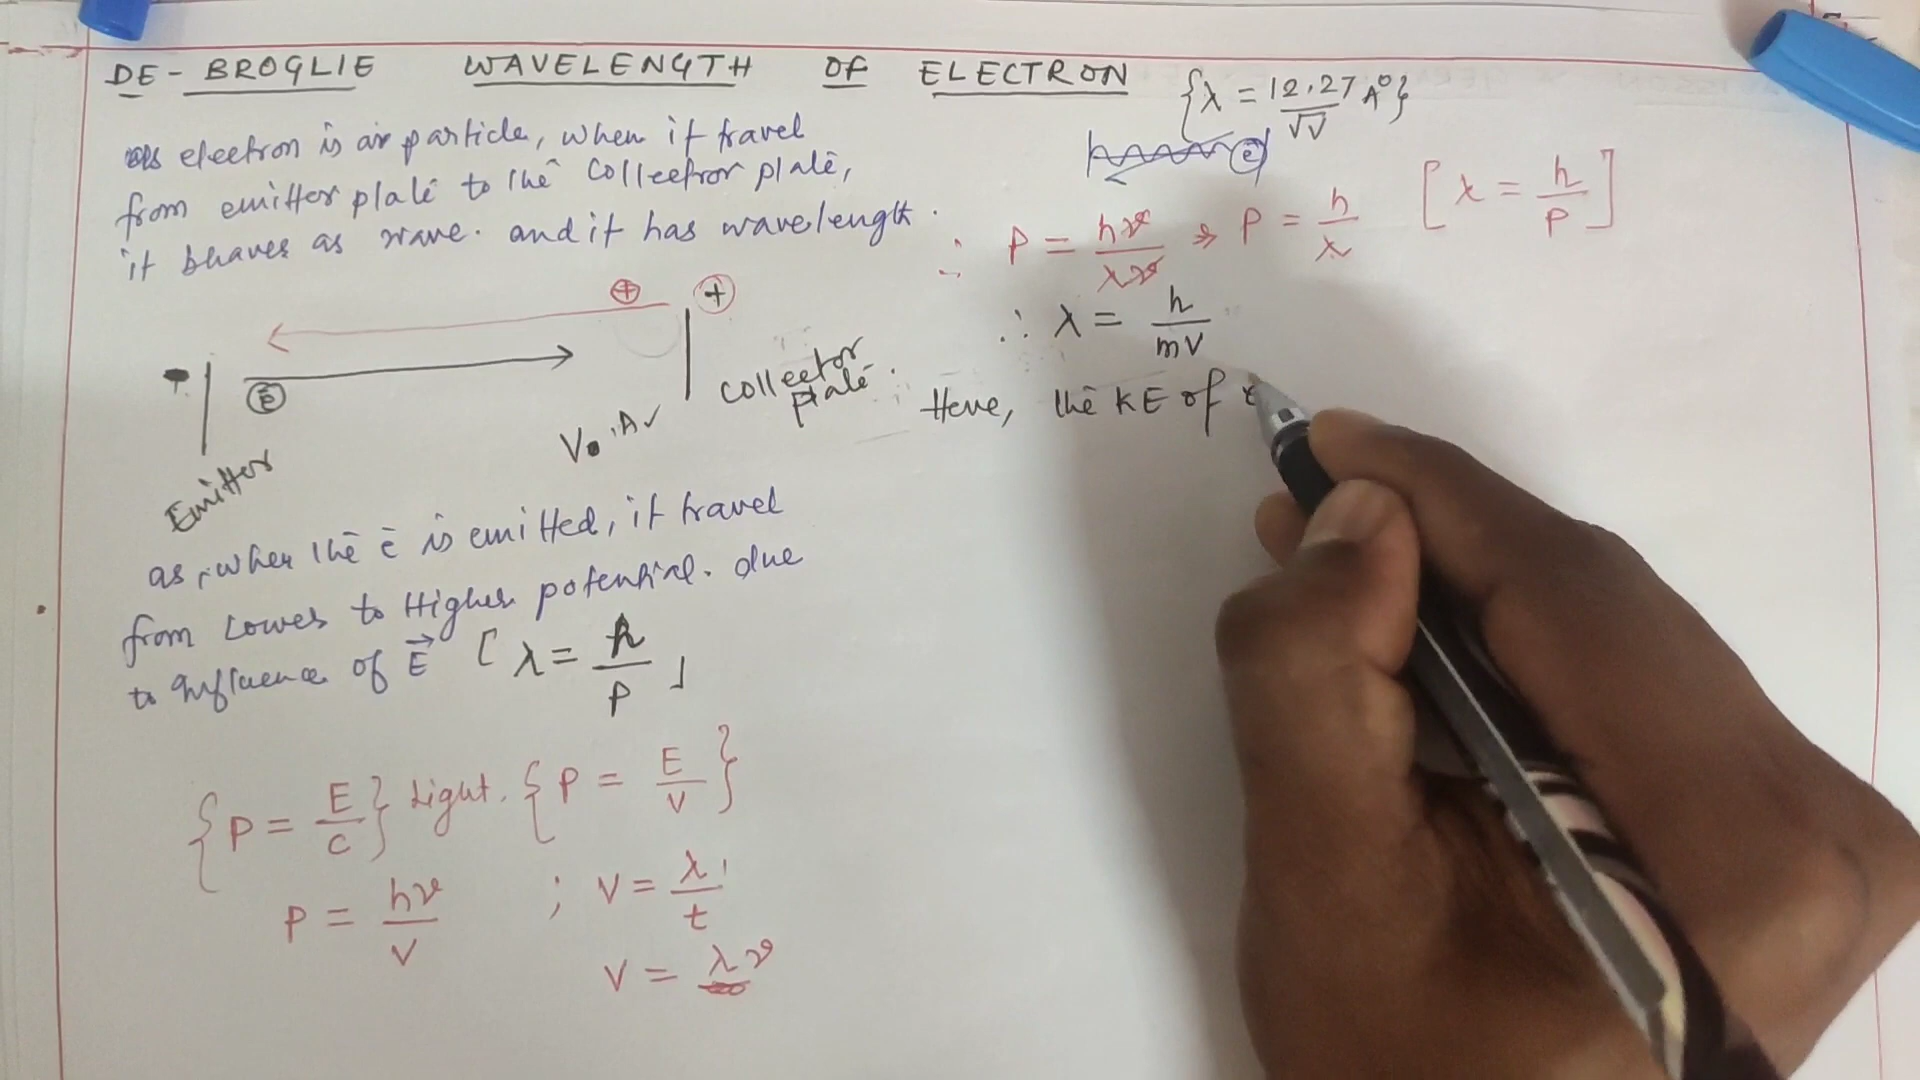 DE-BROGLIE WAVELENGTH OF ELECTRON {λ = 12.27/√V A°}
electron is an particle, when it travel
from emitter plate to the collector plate,
it behaves as wave. and it has wavelength.
⊕ +
ē
Emitter
V. A
collector
plate.
as, when the ē is emitted, it travel
from Lower to Higher potential. due
to influence of E⃗ [λ = h/p]
{P = E/c} Light. {P = E/V}
P = hν/V ; V = λ/t
V = λν
ē
∴ P = hν/λν ⇒ P = h/λ [λ = h/P]
∴ λ = h/mV
Here, the KE of